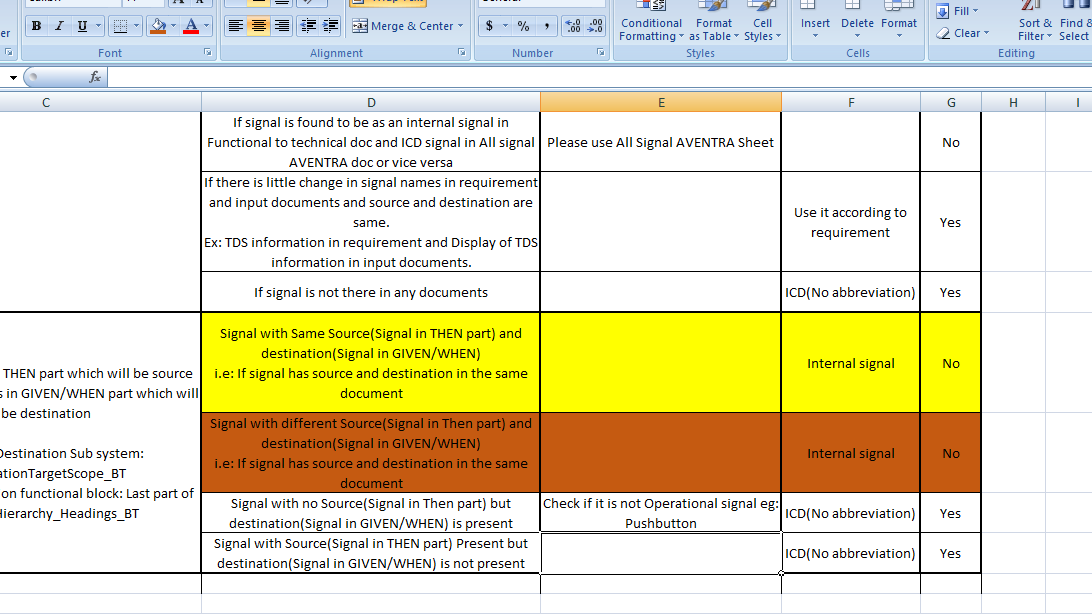 Merge & Center
$ % ,
B I U
A
Conditional Format Cell
Formatting as Table Styles
Insert Delete Format
Fill
Clear
Sort & Find &
Filter Select
Font Alignment Number Styles Cells Editing
fx
C D E F G H I
If signal is found to be as an internal signal in
Functional to technical doc and ICD signal in All signal
AVENTRA doc or vice versa
Please use All Signal AVENTRA Sheet
No
If there is little change in signal names in requirement
and input documents and source and destination are
same.
Ex: TDS information in requirement and Display of TDS
information in input documents.
Use it according to
requirement
Yes
If signal is not there in any documents
ICD(No abbreviation)
Yes
THEN part which will be source
s in GIVEN/WHEN part which will
be destination
Destination Sub system:
ationTargetScope_BT
on functional block: Last part of
Hierarchy_Headings_BT
Signal with Same Source(Signal in THEN part) and
destination(Signal in GIVEN/WHEN)
i.e: If signal has source and destination in the same
document
Internal signal
No
Signal with different Source(Signal in Then part) and
destination(Signal in GIVEN/WHEN)
i.e: If signal has source and destination in the same
document
Internal signal
No
Signal with no Source(Signal in Then part) but
destination(Signal in GIVEN/WHEN) is present
Check if it is not Operational signal eg:
Pushbutton
ICD(No abbreviation)
Yes
Signal with Source(Signal in THEN part) Present but
destination(Signal in GIVEN/WHEN) is not present
ICD(No abbreviation)
Yes